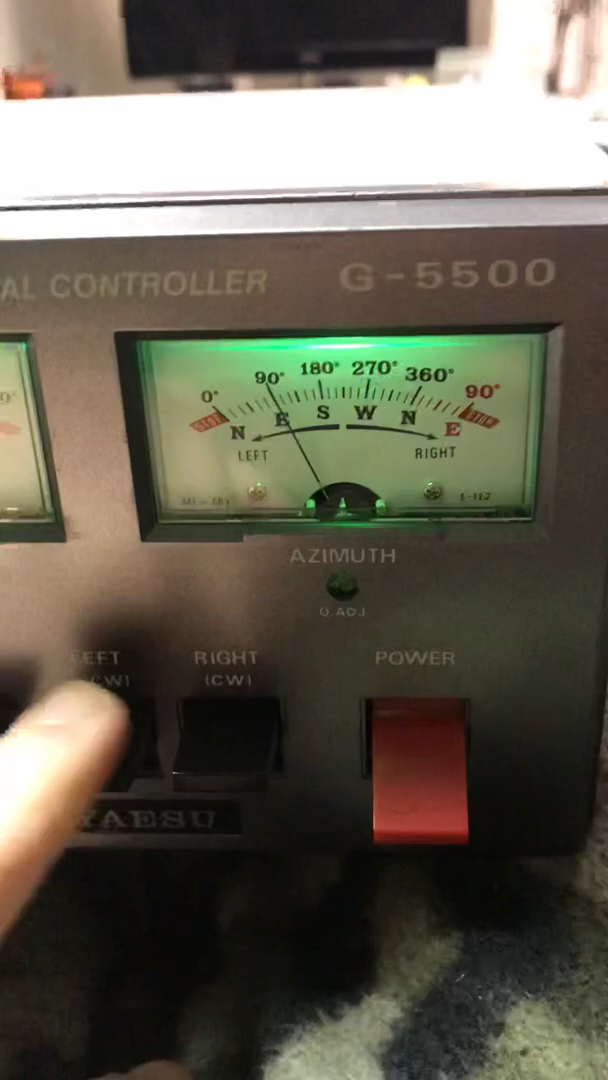 AL CONTROLLER G-5500
0° 90° 180° 270° 360° 90°
N E S W N E
LEFT RIGHT
AZIMUTH
0.ADJ
LEFT RIGHT POWER
CW) (CW)
YAESU